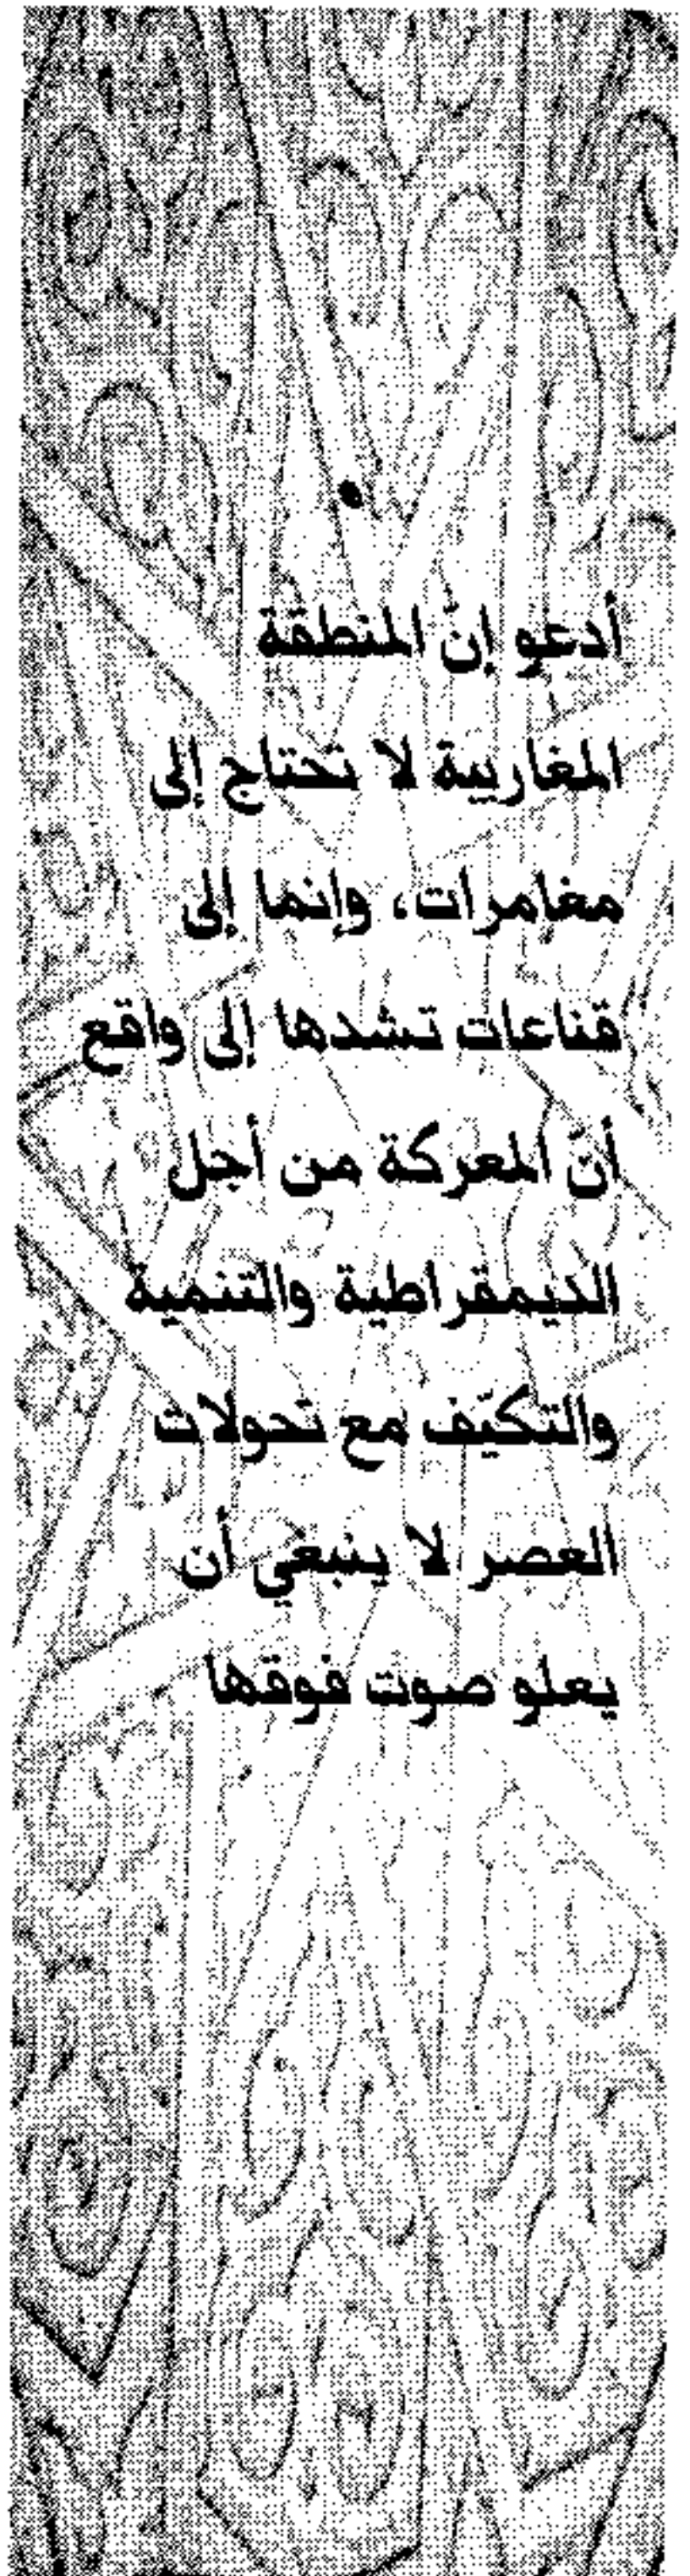 أدعو إنّ المنطقة
المغاربية لا تحتاج إلى
مغامرات، وإنما إلى
قناعات تشدها إلى واقع
أنّ المعركة من أجل
الديمقراطية والتنمية
والتكيّف مع تحولات
العصر لا ينبغي أن
يعلو صوت فوقها